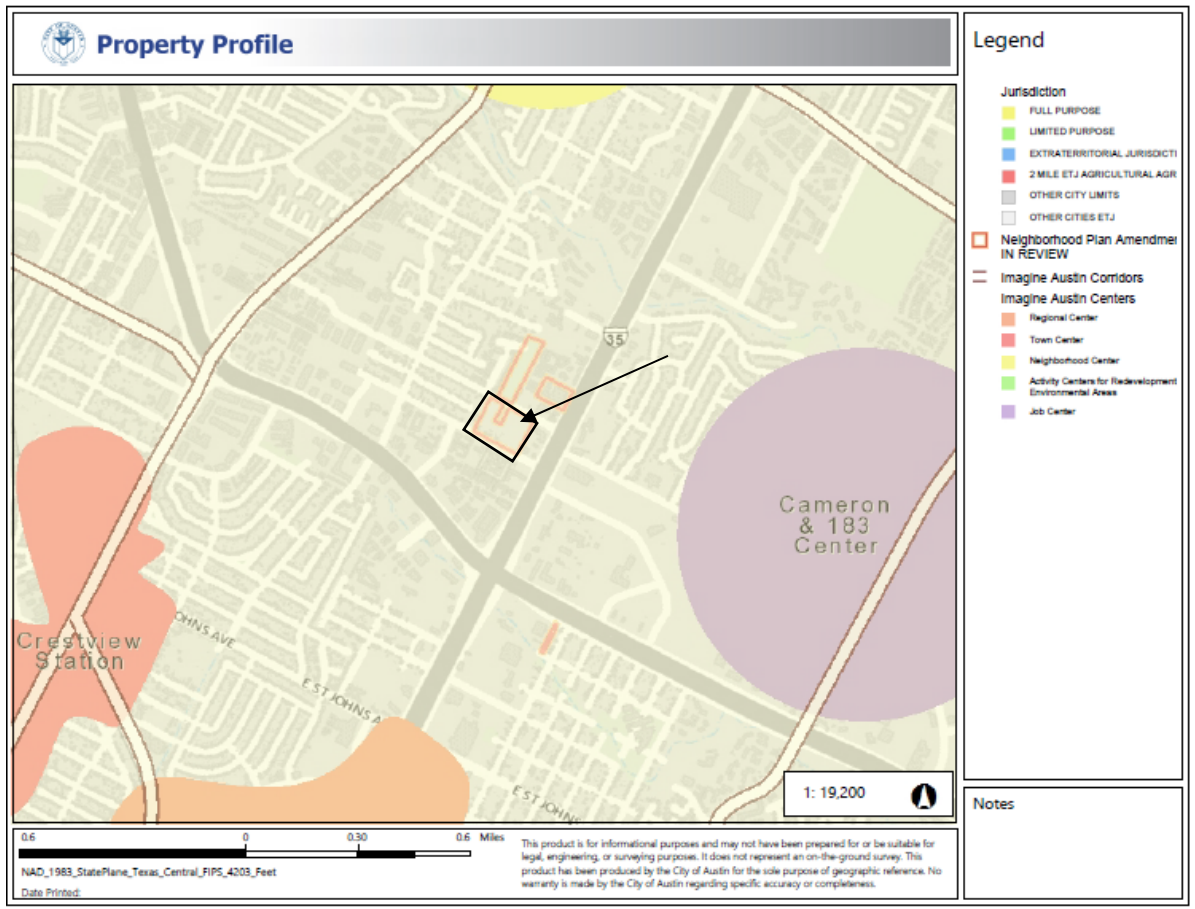 Property Profile
35
Cameron
& 183
Center
Crestview
Station
OHNS AVE
E ST JOHNS A
E ST JOHNS
1: 19,200
Legend
Jurisdiction
FULL PURPOSE
LIMITED PURPOSE
EXTRATERRITORIAL JURISDICTI
2 MILE ETJ AGRICULTURAL AGR
OTHER CITY LIMITS
OTHER CITIES ETJ
Neighborhood Plan Amendmer
IN REVIEW
Imagine Austin Corridors
Imagine Austin Centers
Regional Center
Town Center
Neighborhood Center
Activity Centers for Redevelopment
Environmental Areas
Job Center
Notes
0.6 0 0.30 0.6 Miles
NAD_1983_StatePlane_Texas_Central_FIPS_4203_Feet
Date Printed:
This product is for informational purposes and may not have been prepared for or be suitable for
legal, engineering, or surveying purposes. It does not represent an on-the-ground survey. This
product has been produced by the City of Austin for the sole purpose of geographic reference. No
warranty is made by the City of Austin regarding specific accuracy or completeness.